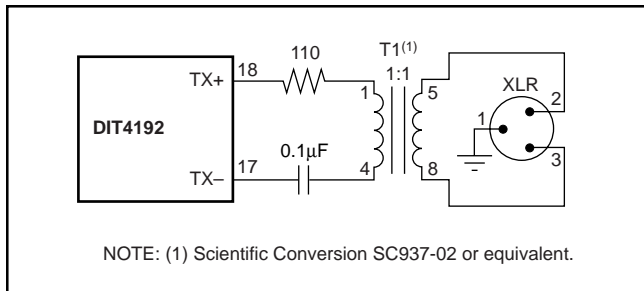 110
T1(1)
1:1
18
TX+
1
5
XLR
2
1
DIT4192
0.1µF
3
17
TX–
4
8
NOTE: (1) Scientific Conversion SC937-02 or equivalent.